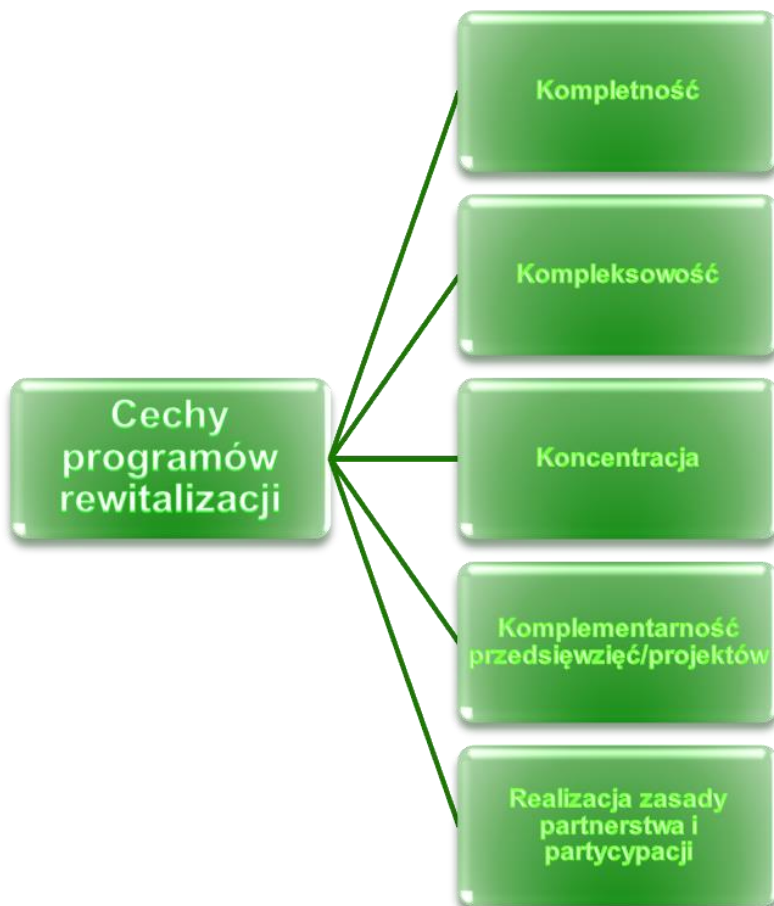 Kompletność
Kompleksowość
Cechy
programów
rewitalizacji
Koncentracja
Komplementarność
przedsięwzięć/projektów
Realizacja zasady
partnerstwa i
partycypacji